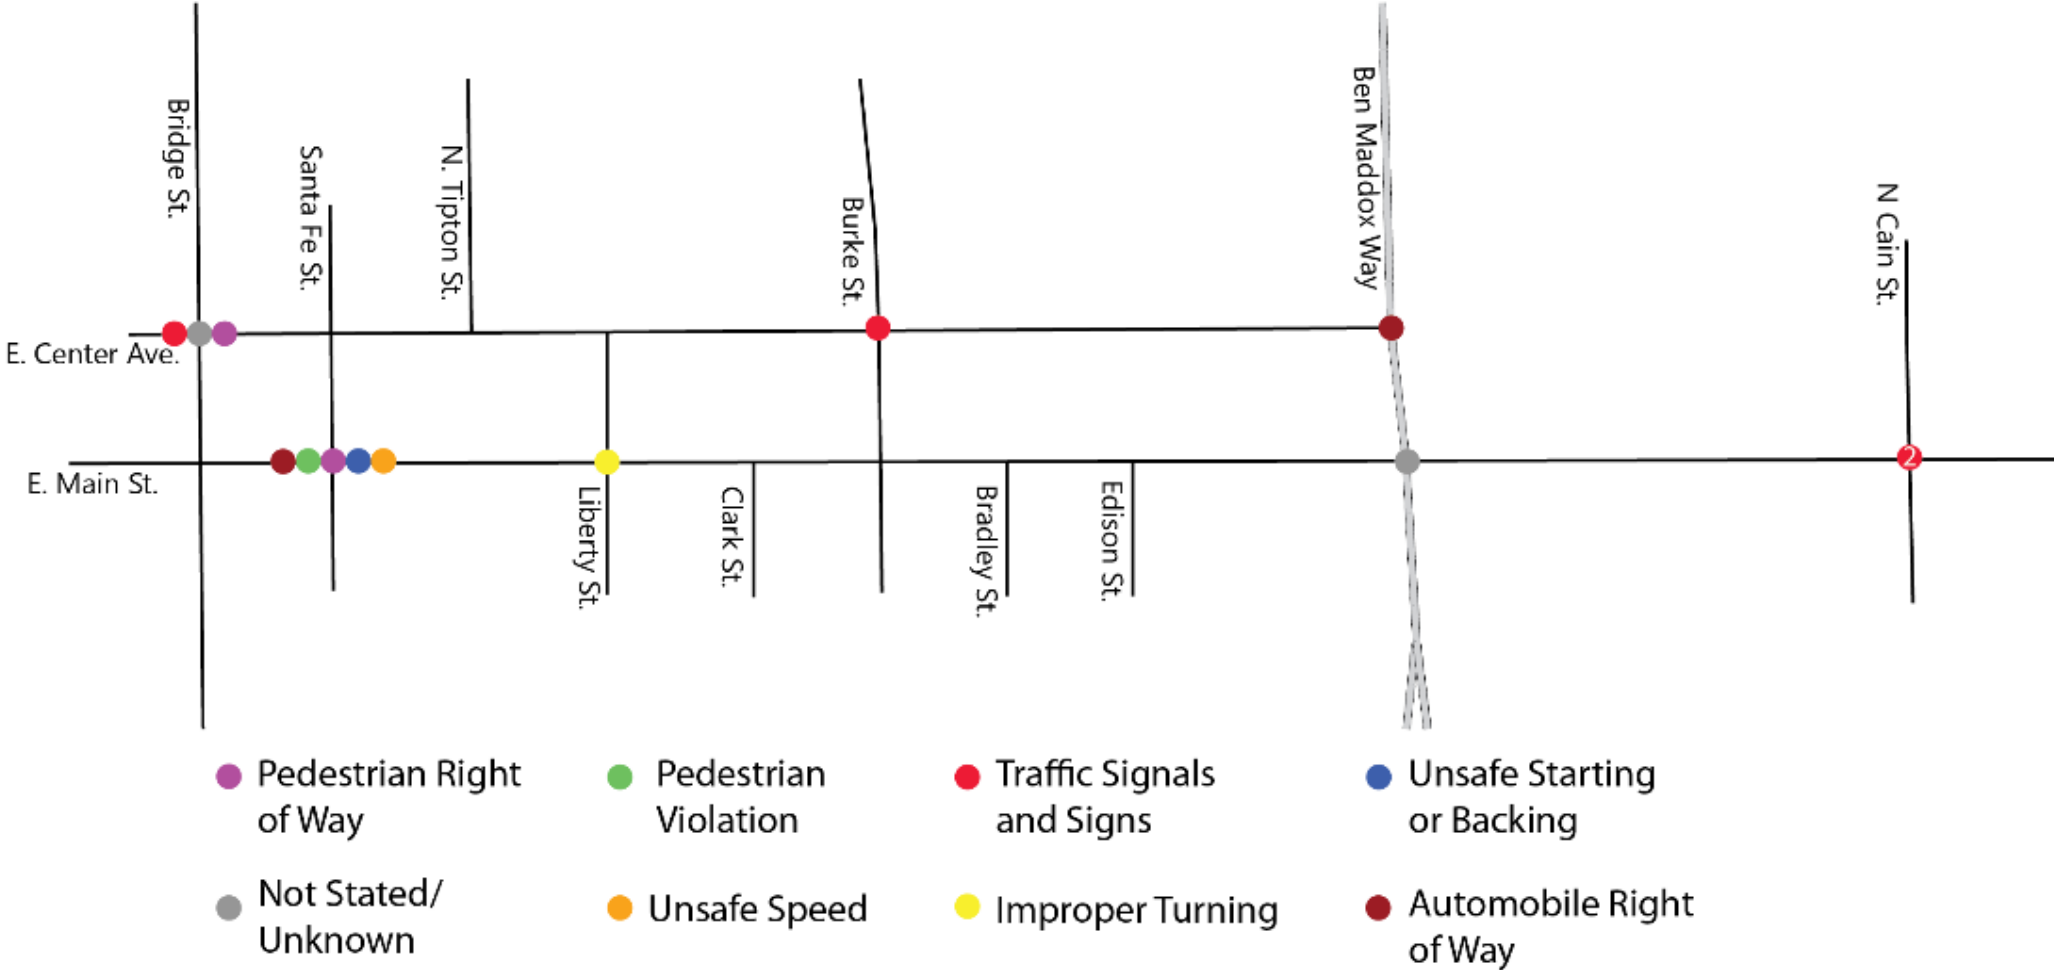 Bridge St.
Santa Fe St.
N. Tipton St.
Burke St.
Ben Maddox Way
N Cain St.
E. Center Ave.
E. Main St.
2
Liberty St.
Clark St.
Bradley St.
Edison St.
Pedestrian Right
of Way
Pedestrian
Violation
Traffic Signals
and Signs
Unsafe Starting
or Backing
Not Stated/
Unknown
Unsafe Speed
Improper Turning
Automobile Right
of Way